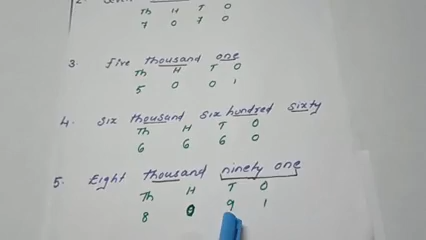 Th H T O
7 0 7 0
3. five thousand one
Th H T O
5 0 0 1
4. six thousand six hundred sixty
Th H T O
6 6 6 0
5. Eight thousand ninety one
Th H T O
8 0 9 1